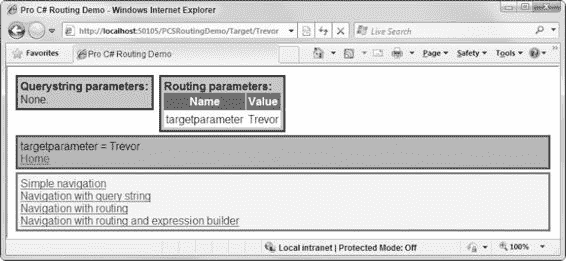 Pro C# Routing Demo - Windows Internet Explorer
http://localhost:50105/PCSRoutingDemo/Target/Trevor
Live Search
Favorites
Pro C# Routing Demo
Page
Safety
Tools
Querystring parameters:
None.
Routing parameters:
Name Value
targetparameter Trevor
targetparameter = Trevor
Home
Simple navigation
Navigation with query string
Navigation with routing
Navigation with routing and expression builder
Local intranet | Protected Mode: Off
100%